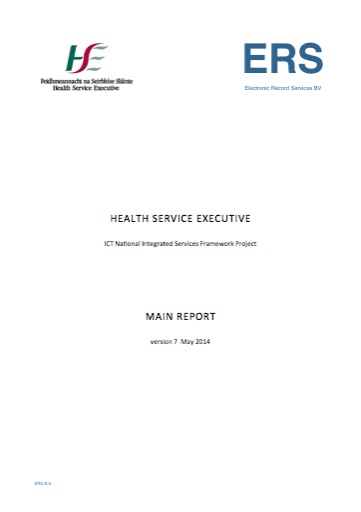 HE
ERS
Feidhmeannacht na Seirbhíse Sláinte
Health Service Executive
Electronic Record Services BV
HEALTH SERVICE EXECUTIVE
ICT National Integrated Services Framework Project
MAIN REPORT
version 7 May 2014
ERS B.V.